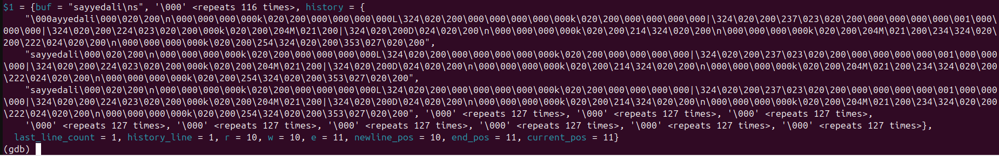 $1 = {buf = "sayyedali\ns", '\000' <repeats 116 times>, history = {
    "\000ayyedali\000\020\200\n\000\000\000\000k\020\200\000\000\000\000L\324\020\200\000\000\000\000\000\000k\020\200\000\000\000\000|\324\020\200\237\023\020\200\000\000\000\000\000\001\000\
000\000|\324\020\200\224\023\020\200\000k\020\200\204M\021\200|\324\020\200D\024\020\200\n\000\000\000\000k\020\200\214\324\020\200\n\000\000\000\000k\020\200\204M\021\200\234\324\020\
200\222\024\020\200\n\000\000\000\000k\020\200\254\324\020\200\353\027\020\200",
    "sayyedali\000\020\200\n\000\000\000\000k\020\200\000\000\000\000L\324\020\200\000\000\000\000\000\000k\020\200\000\000\000\000|\324\020\200\237\023\020\200\000\000\000\000\000\001\000\000
\000|\324\020\200\224\023\020\200\000k\020\200\204M\021\200|\324\020\200D\024\020\200\n\000\000\000\000k\020\200\214\324\020\200\n\000\000\000\000k\020\200\204M\021\200\234\324\020\200
\222\024\020\200\n\000\000\000\000k\020\200\254\324\020\200\353\027\020\200",
    "sayyedali\000\020\200\n\000\000\000\000k\020\200\000\000\000\000L\324\020\200\000\000\000\000\000\000k\020\200\000\000\000\000|\324\020\200\237\023\020\200\000\000\000\000\000\001\000\000
\000|\324\020\200\224\023\020\200\000k\020\200\204M\021\200|\324\020\200D\024\020\200\n\000\000\000\000k\020\200\214\324\020\200\n\000\000\000\000k\020\200\204M\021\200\234\324\020\200
\222\024\020\200\n\000\000\000\000k\020\200\254\324\020\200\353\027\020\200", '\000' <repeats 127 times>, '\000' <repeats 127 times>, '\000' <repeats 127 times>,
    '\000' <repeats 127 times>, '\000' <repeats 127 times>, '\000' <repeats 127 times>, '\000' <repeats 127 times>, '\000' <repeats 127 times>, '\000' <repeats 127 times>},
  last_line_count = 1, history_line = 1, r = 10, w = 10, e = 11, newline_pos = 10, end_pos = 11, current_pos = 11}
(gdb)